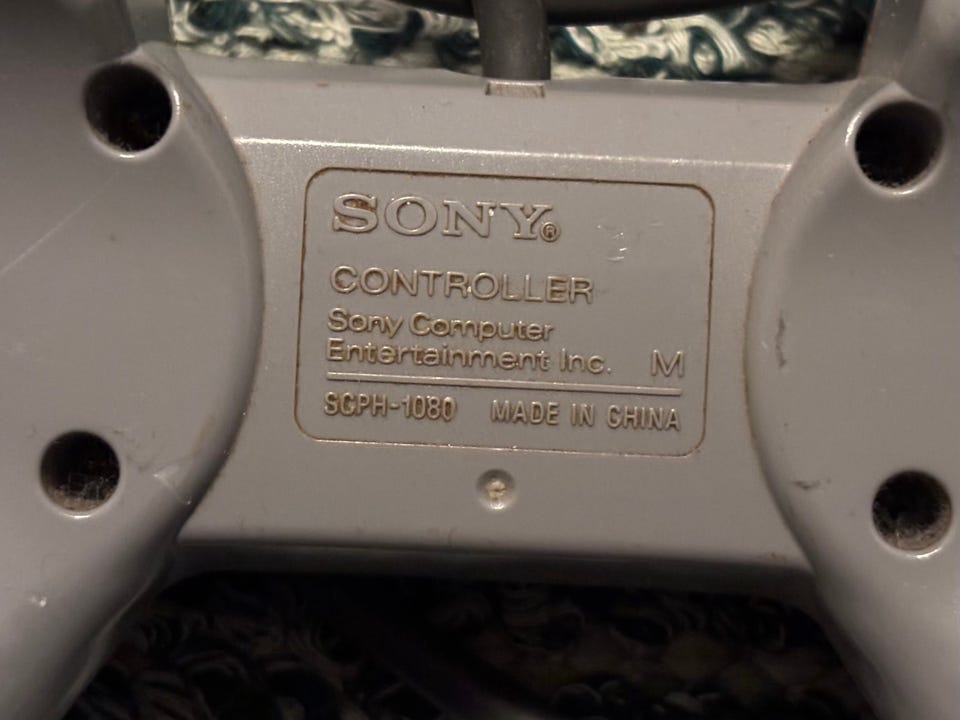 SONY®
CONTROLLER
Sony Computer
Entertainment Inc. M
SCPH-1080 MADE IN CHINA